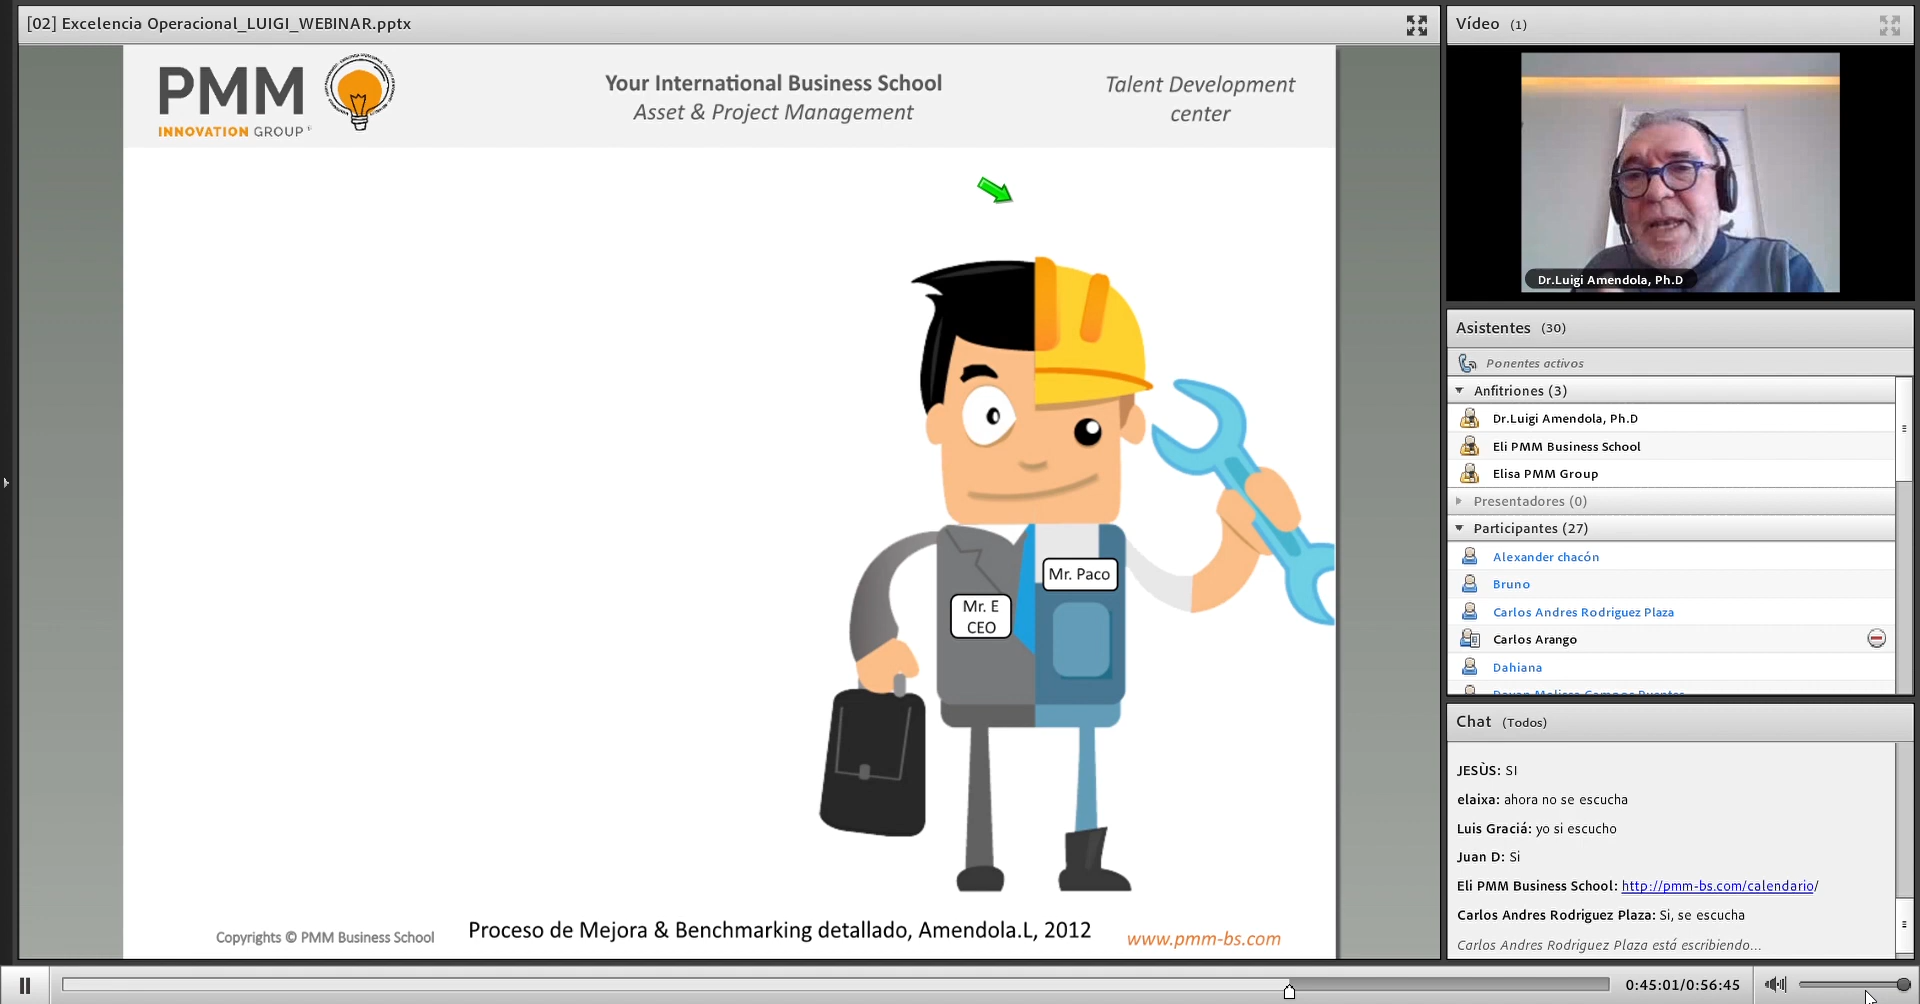 [02] Excelencia Operacional_LUIGI_WEBINAR.pptx
PMM
INNOVATION GROUP
Your International Business School
Asset & Project Management
Talent Development
center
Mr. Paco
Mr. E
CEO
Copyrights © PMM Business School
Proceso de Mejora & Benchmarking detallado, Amendola.L, 2012
www.pmm-bs.com
Vídeo (1)
Dr.Luigi Amendola, Ph.D
Asistentes (30)
Ponentes activos
Anfitriones (3)
Dr.Luigi Amendola, Ph.D
Eli PMM Business School
Elisa PMM Group
Presentadores (0)
Participantes (27)
Alexander chacón
Bruno
Carlos Andres Rodriguez Plaza
Carlos Arango
Dahiana
Chat (Todos)
JESÙS: SI
elaixa: ahora no se escucha
Luis Graciá: yo si escucho
Juan D: Si
Eli PMM Business School: http://pmm-bs.com/calendario/
Carlos Andres Rodriguez Plaza: Si, se escucha
Carlos Andres Rodriguez Plaza está escribiendo...
0:45:01/0:56:45